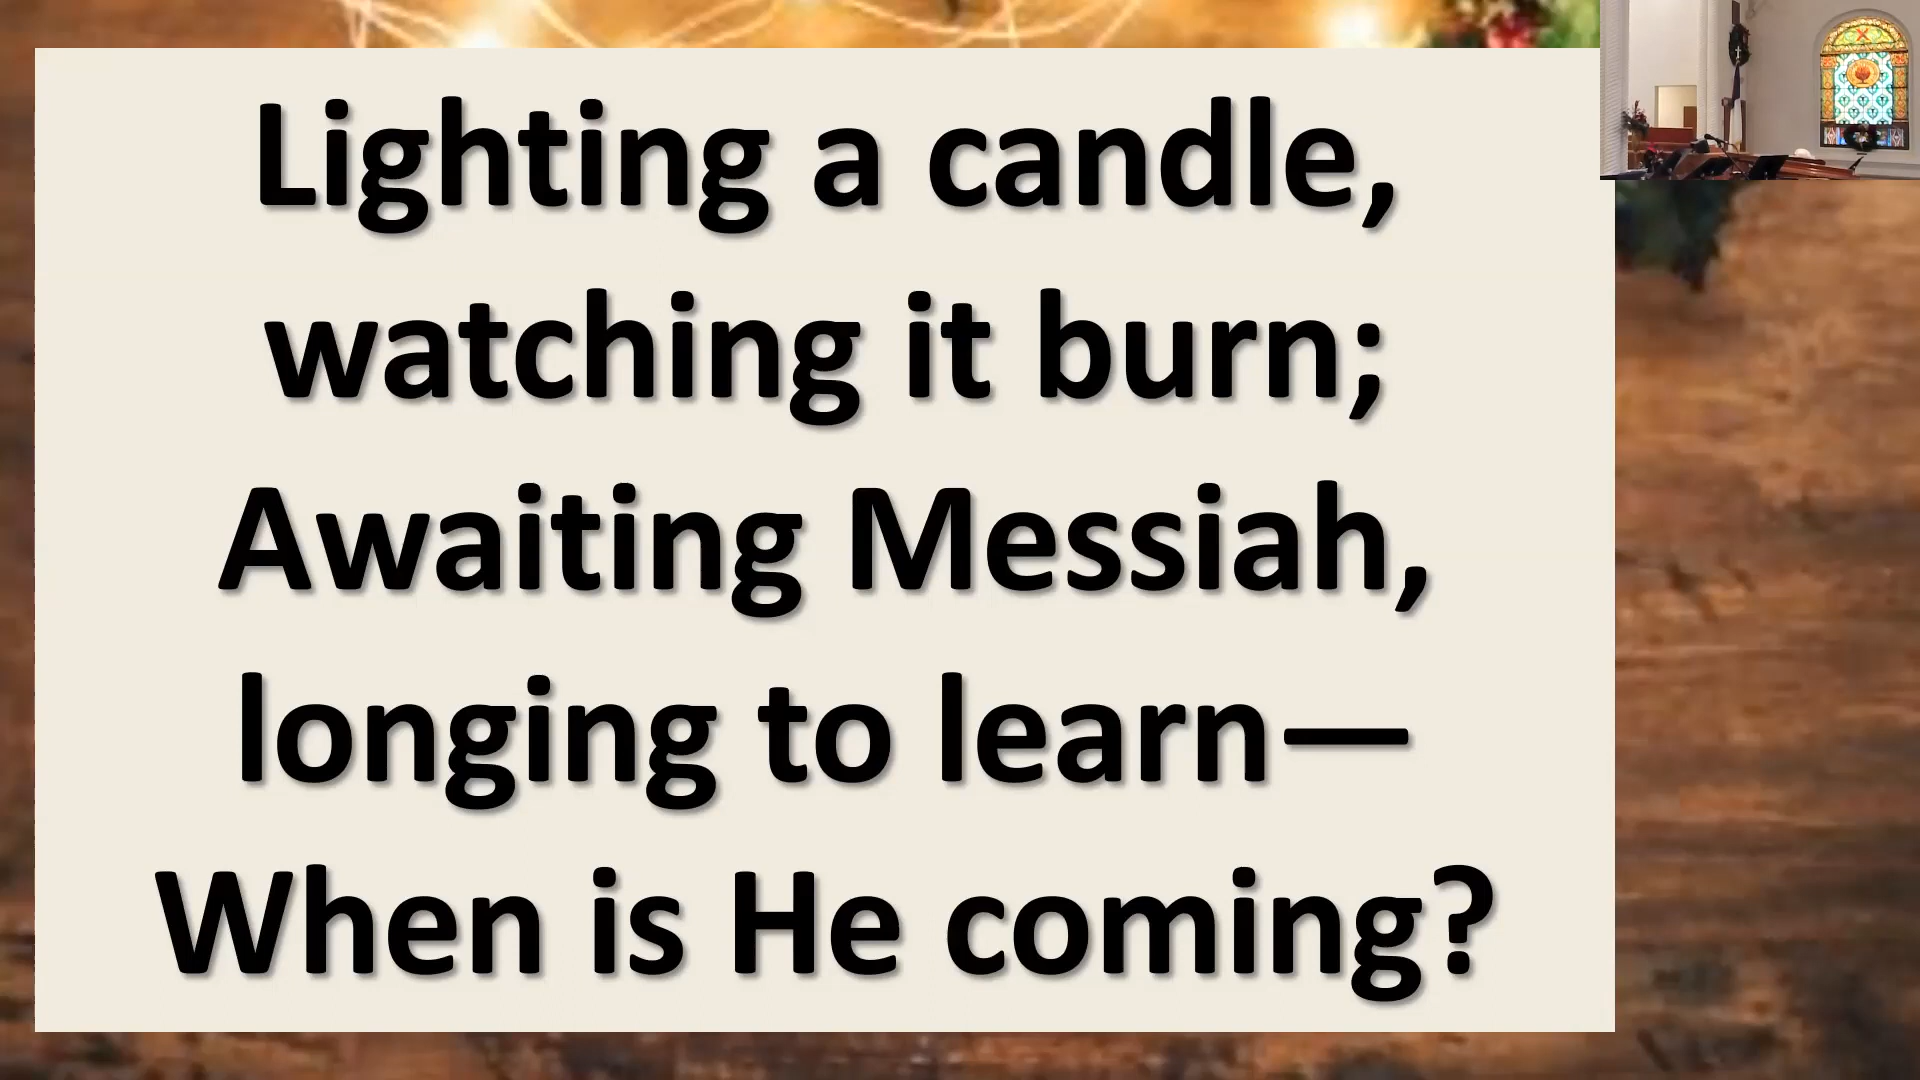 Lighting a candle,
watching it burn;
Awaiting Messiah,
longing to learn—
When is He coming?